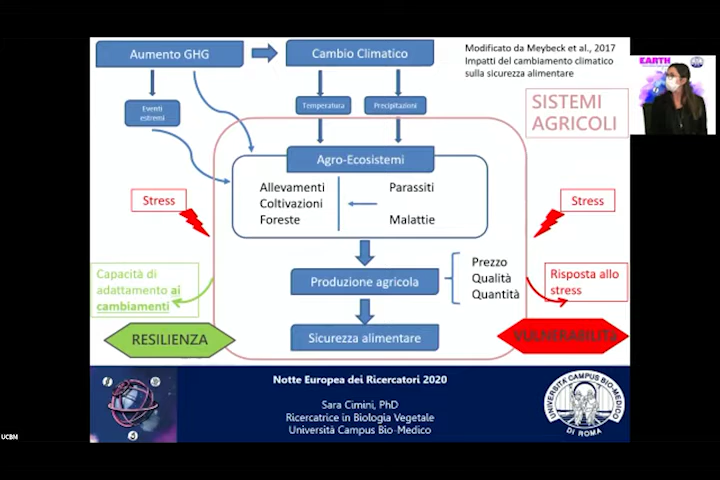 Aumento GHG
Cambio Climatico
Modificato da Meybeck et al., 2017
Impatti del cambiamento climatico
sulla sicurezza alimentare
EARTH
Eventi
estremi
Temperatura
Precipitazioni
SISTEMI
AGRICOLI
Agro-Ecosistemi
Allevamenti
Coltivazioni
Foreste
Parassiti
Malattie
Stress
Stress
Capacità di
adattamento ai
cambiamenti
Produzione agricola
Prezzo
Qualità
Quantità
Risposta allo
stress
RESILIENZA
Sicurezza alimentare
VULNERABILITÀ
Notte Europea dei Ricercatori 2020
Sara Cimini, PhD
Ricercatrice in Biologia Vegetale
Università Campus Bio-Medico
UNIVERSITÀ CAMPUS BIO-MEDICO
DI ROMA
UCBM